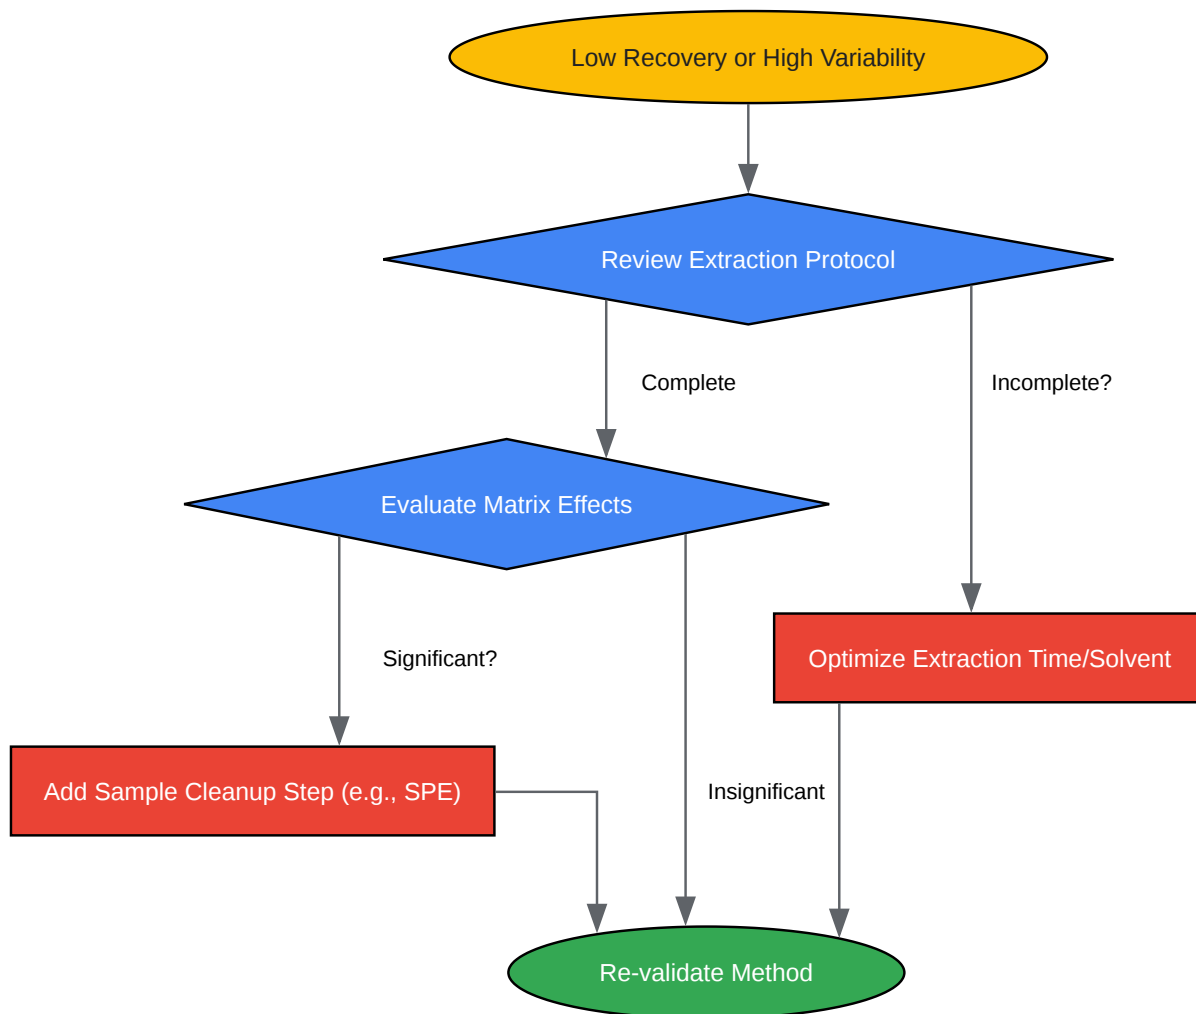 Low Recovery or High Variability
Review Extraction Protocol
Complete
Incomplete?
Evaluate Matrix Effects
Significant?
Optimize Extraction Time/Solvent
Add Sample Cleanup Step (e.g., SPE)
Insignificant
Re-validate Method